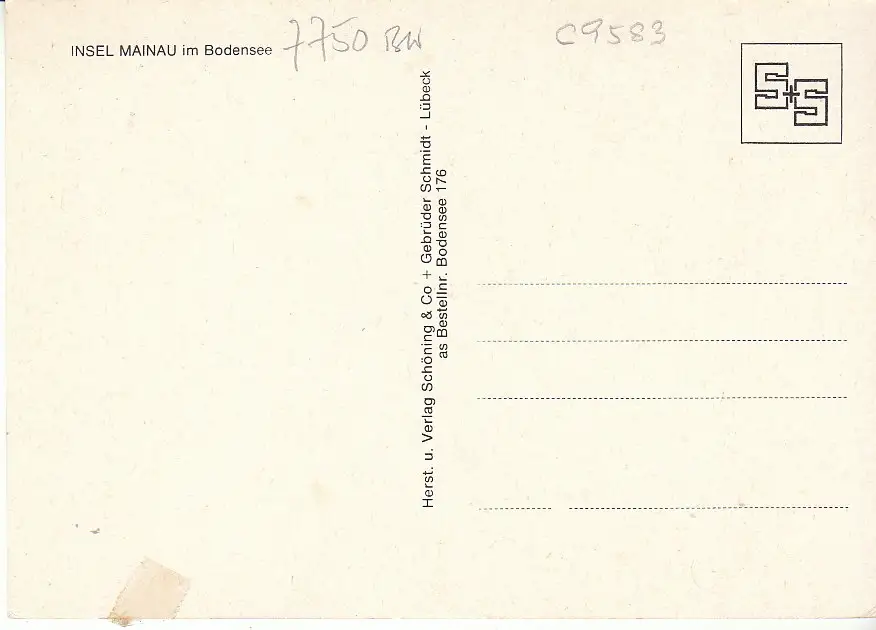 INSEL MAINAU im Bodensee
7750 BW
C9583
S+S
Herst. u. Verlag Schöning & Co + Gebrüder Schmidt - Lübeck
as Bestellnr. Bodensee 176